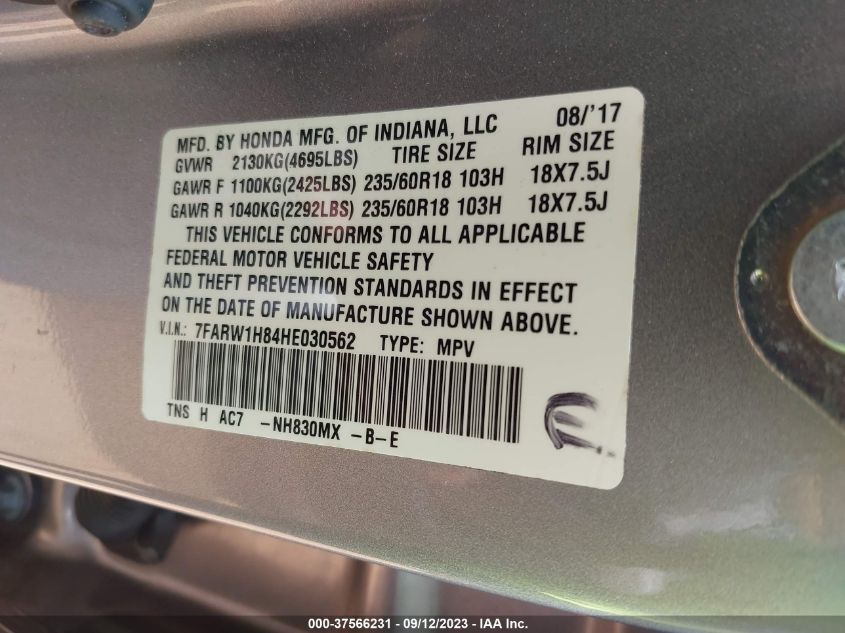 MFD. BY HONDA MFG. OF INDIANA, LLC 08/'17
GVWR 2130KG(4695LBS) TIRE SIZE RIM SIZE
GAWR F 1100KG(2425LBS) 235/60R18 103H 18X7.5J
GAWR R 1040KG(2292LBS) 235/60R18 103H 18X7.5J
THIS VEHICLE CONFORMS TO ALL APPLICABLE
FEDERAL MOTOR VEHICLE SAFETY
AND THEFT PREVENTION STANDARDS IN EFFECT
ON THE DATE OF MANUFACTURE SHOWN ABOVE.
V.I.N.: 7FARW1H84HE030562 TYPE: MPV
TNS H AC7 -NH830MX -B-E
E
000-37566231 - 09/12/2023 - IAA Inc.